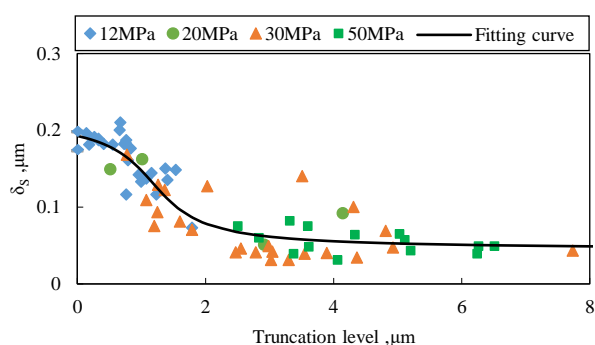 12MPa 20MPa 30MPa 50MPa Fitting curve
0.3
0.2
0.1
0
0 2 4 6 8
δs ,μm
Truncation level ,μm